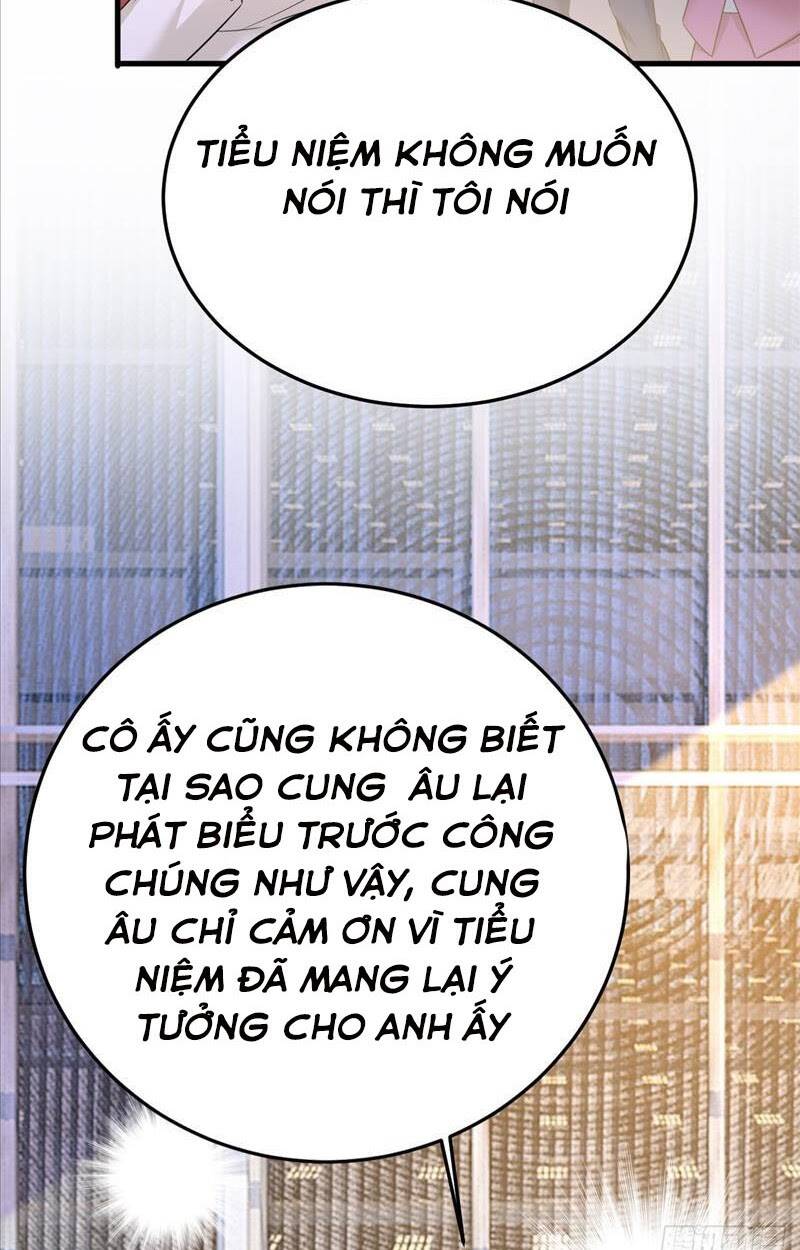 TIỂU NIỆM KHÔNG MUỐN
NÓI THÌ TÔI NÓI
CÔ ẤY CŨNG KHÔNG BIẾT
TẠI SAO CUNG ÂU LẠI
PHÁT BIỂU TRƯỚC CÔNG
CHÚNG NHƯ VẬY, CUNG
ÂU CHỈ CẢM ƠN VÌ TIỂU
NIỆM ĐÃ MANG LẠI Ý
TƯỞNG CHO ANH ẤY